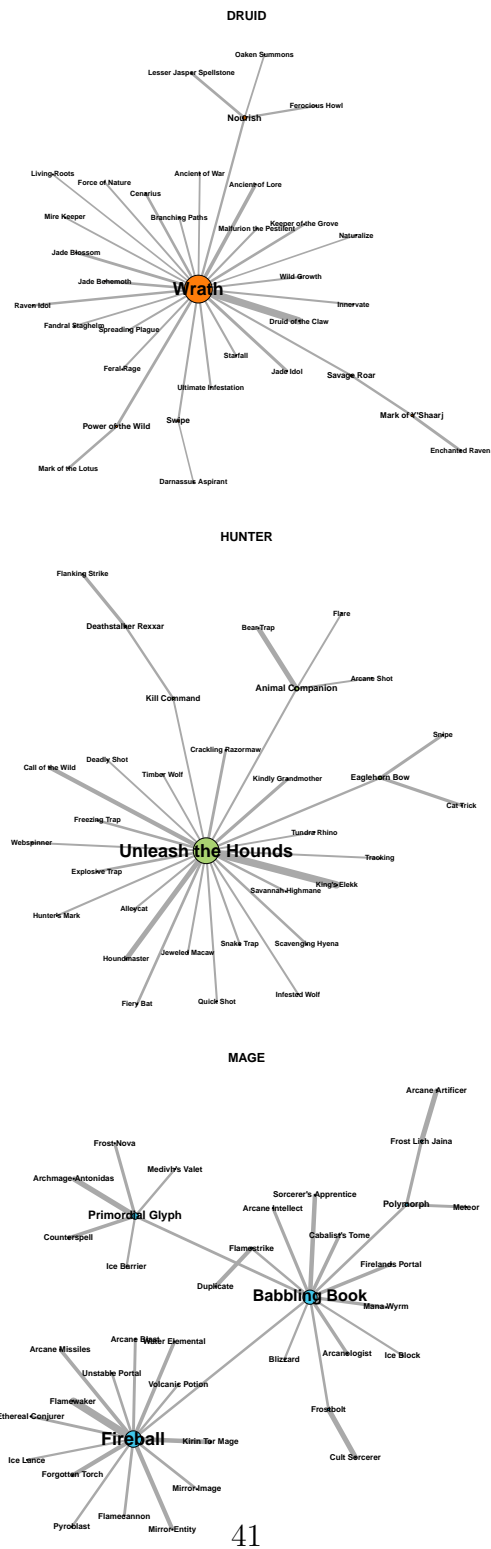 DRUID
Oaken Summons
Lesser Jasper Spellstone
Ferocious Howl
Nourish
Living Roots
Ancient of War
Force of Nature
Ancient of Lore
Cenarius
Mire Keeper
Branching Paths
Keeper of the Grove
Malfurion the Pestilent
Naturalize
Jade Blossom
Wild Growth
Jade Behemoth
Wrath
Raven Idol
Innervate
Druid of the Claw
Fandral Staghelm
Spreading Plague
Starfall
Feral Rage
Jade Idol
Savage Roar
Ultimate Infestation
Mark of Y'Shaarj
Swipe
Power of the Wild
Enchanted Raven
Mark of the Lotus
Darnassus Aspirant
HUNTER
Flanking Strike
Flare
Deathstalker Rexxar
Bear Trap
Arcane Shot
Animal Companion
Kill Command
Snipe
Crackling Razormaw
Deadly Shot
Call of the Wild
Timber Wolf
Kindly Grandmother
Eaglehorn Bow
Cat Trick
Freezing Trap
Tundra Rhino
Webspinner
Unleash the Hounds
Tracking
Explosive Trap
King's Elekk
Savannah Highmane
Hunter's Mark
Alleycat
Snake Trap
Scavenging Hyena
Jeweled Macaw
Houndmaster
Infested Wolf
Fiery Bat
Quick Shot
MAGE
Arcane Artificer
Frost Nova
Frost Lich Jaina
Medivh's Valet
Archmage Antonidas
Sorcerer's Apprentice
Polymorph
Meteor
Arcane Intellect
Primordial Glyph
Cabalist's Tome
Counterspell
Flamestrike
Firelands Portal
Ice Barrier
Duplicate
Babbling Book
Mana Wyrm
Arcane Blast
Water Elemental
Arcane Missiles
Arcanologist
Ice Block
Blizzard
Unstable Portal
Volcanic Potion
Flamewaker
Frostbolt
Ethereal Conjurer
Fireball
Kirin Tor Mage
Ice Lance
Cult Sorcerer
Forgotten Torch
Mirror Image
Flamecannon
Pyroblast
Mirror Entity
41